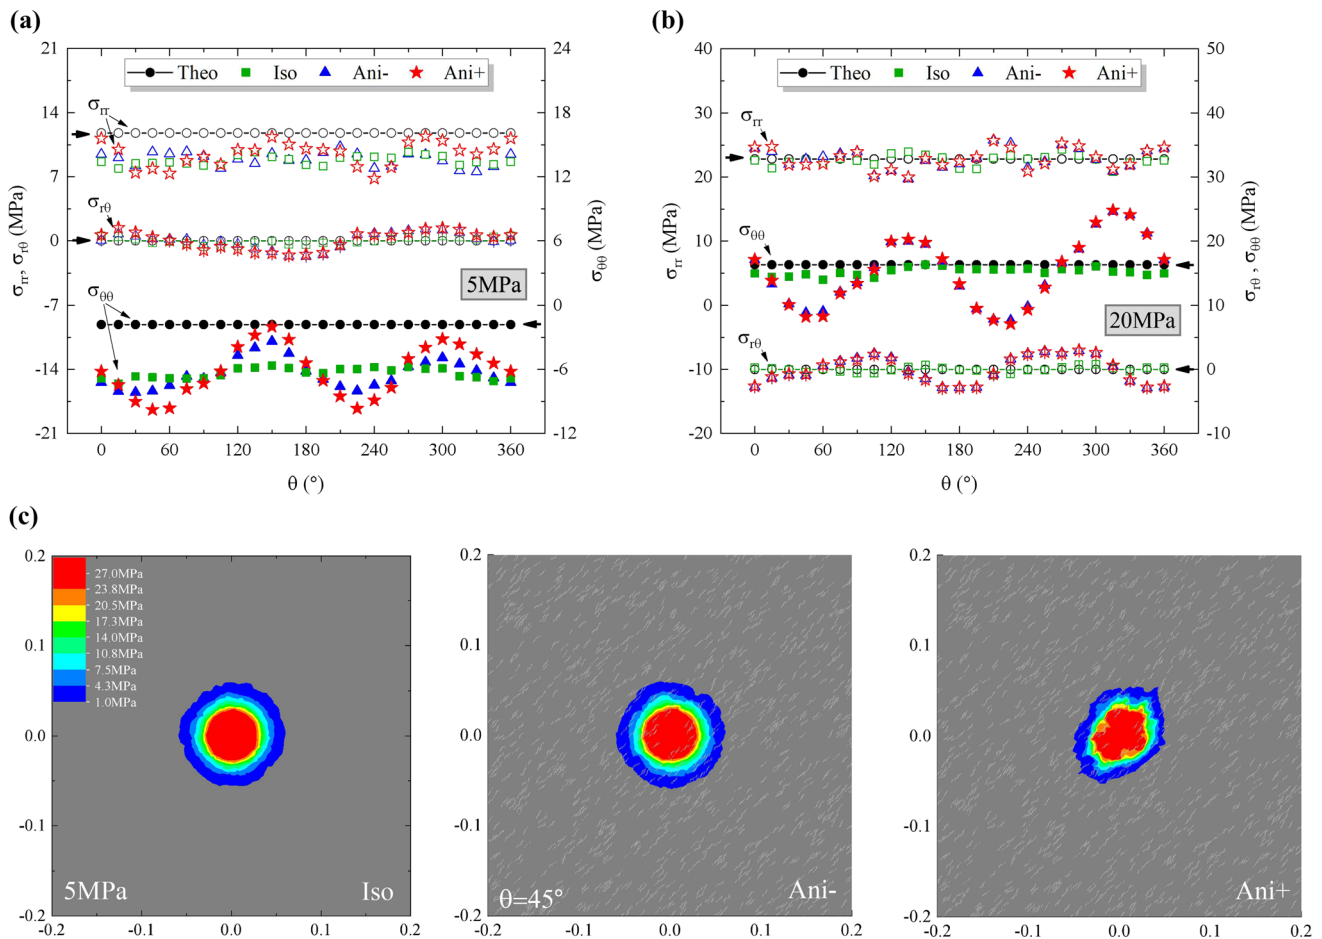 (a)
21
14
7
0
-7
-14
-21
24
18
12
6
0
-6
-12
Theo Iso Ani- Ani+
σrr
σrθ
σθθ
5MPa
σrr, σrθ (MPa)
σθθ (MPa)
0 60 120 180 240 300 360
θ (°)
(b)
40
30
20
10
0
-10
-20
50
40
30
20
10
0
-10
Theo Iso Ani- Ani+
σrr
σθθ
σrθ
20MPa
σrr (MPa)
σrθ , σθθ (MPa)
0 60 120 180 240 300 360
θ (°)
(c)
0.2
0.1
0.0
-0.1
-0.2
27.0MPa
23.8MPa
20.5MPa
17.3MPa
14.0MPa
10.8MPa
7.5MPa
4.3MPa
1.0MPa
5MPa Iso
-0.2 -0.1 0.0 0.1 0.2
0.2
0.1
0.0
-0.1
-0.2
θ=45° Ani-
-0.2 -0.1 0.0 0.1 0.2
0.2
0.1
0.0
-0.1
-0.2
Ani+
-0.2 -0.1 0.0 0.1 0.2